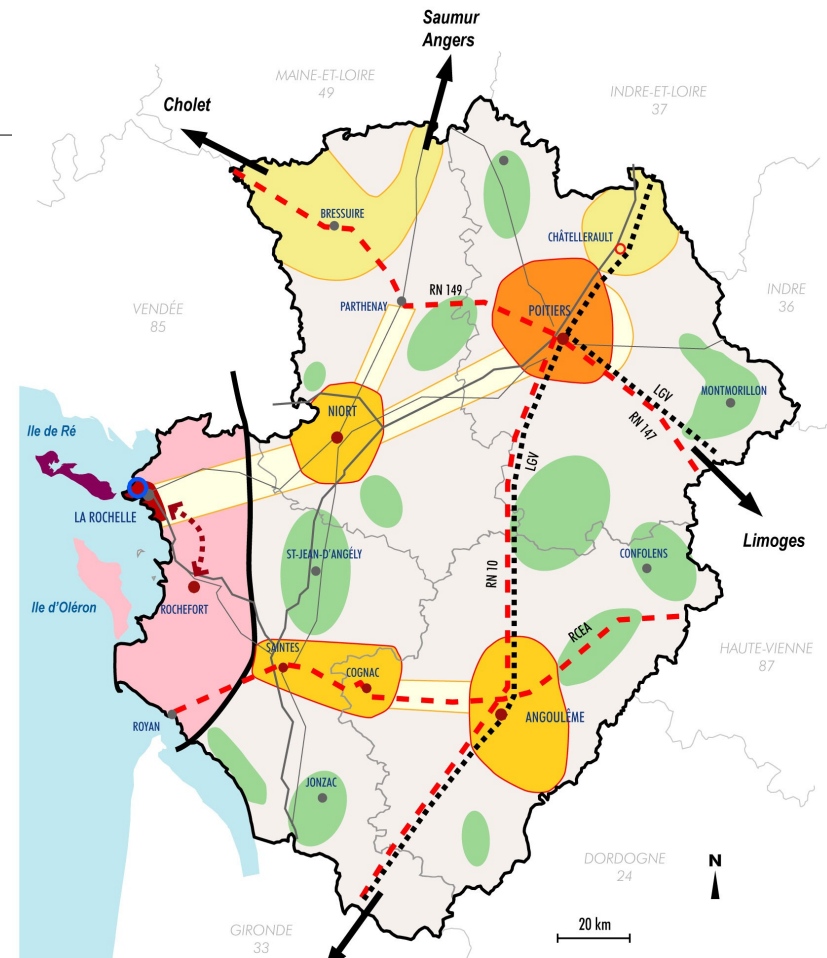 Saumur
Angers
MAINE-ET-LOIRE
49
INDRE-ET-LOIRE
37
Cholet
BRESSUIRE
CHÂTELLERAULT
RN 149
PARTHENAY
POITIERS
INDRE
36
VENDÉE
85
LGV
MONTMORILLON
NIORT
RN 147
Ile de Ré
LGV
LA ROCHELLE
Limoges
ST-JEAN-D'ANGÉLY
CONFOLENS
RN 10
Ile d'Oléron
ROCHEFORT
RCEA
SAINTES
HAUTE-VIENNE
87
COGNAC
ROYAN
ANGOULÊME
JONZAC
DORDOGNE
24
N
GIRONDE
33
20 km